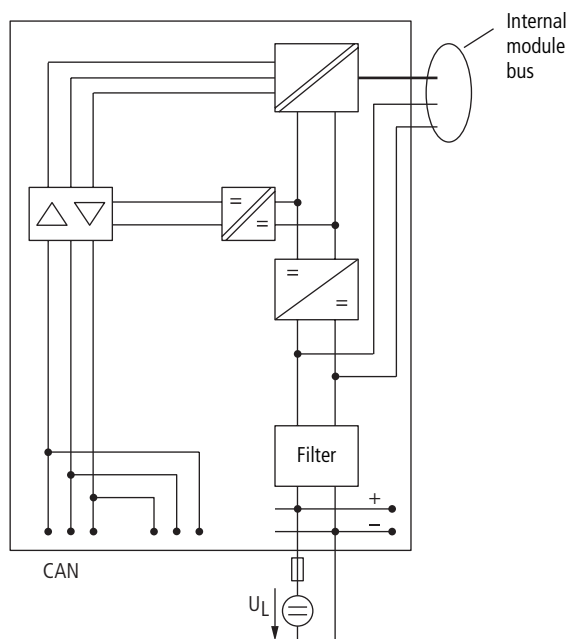 Internal
module
bus
=
=
=
=
Filter
+
–
CAN
UL